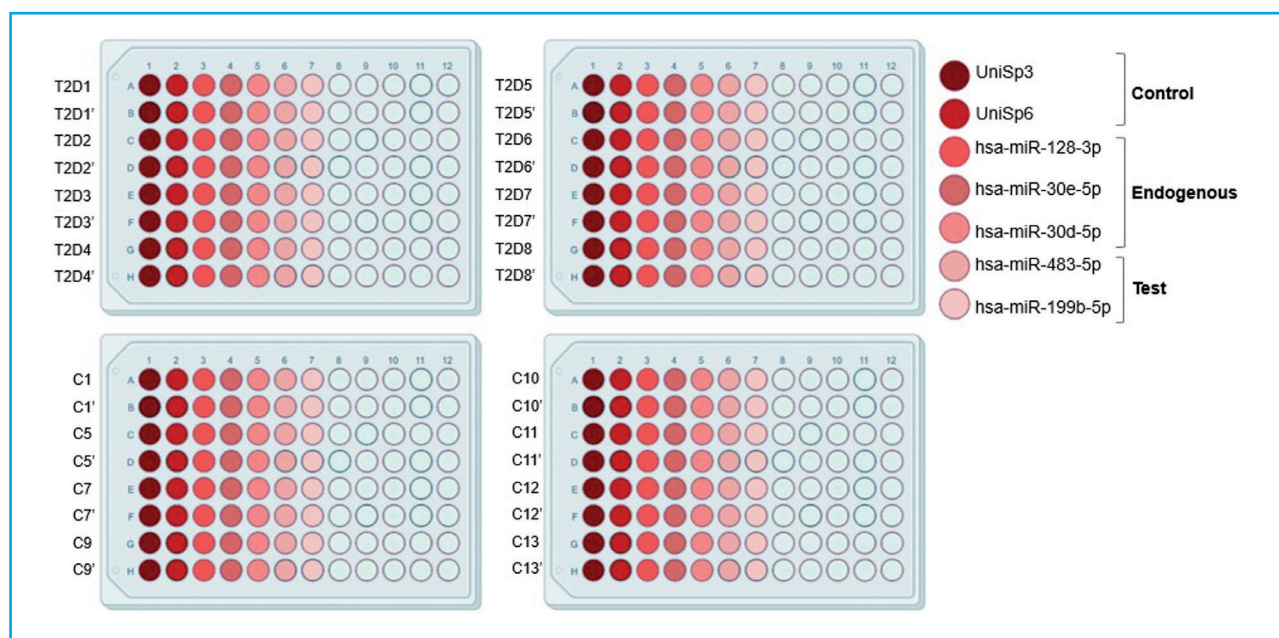 1 2 3 4 5 6 7 8 9 10 11 12
T2D1 A
T2D1’ B
T2D2 C
T2D2’ D
T2D3 E
T2D3’ F
T2D4 G
T2D4’ H
1 2 3 4 5 6 7 8 9 10 11 12
T2D5 A
T2D5’ B
T2D6 C
T2D6’ D
T2D7 E
T2D7’ F
T2D8 G
T2D8’ H
UniSp3
UniSp6
Control
hsa-miR-128-3p
hsa-miR-30e-5p
hsa-miR-30d-5p
Endogenous
hsa-miR-483-5p
hsa-miR-199b-5p
Test
1 2 3 4 5 6 7 8 9 10 11 12
C1 A
C1’ B
C5 C
C5’ D
C7 E
C7’ F
C9 G
C9’ H
1 2 3 4 5 6 7 8 9 10 11 12
C10 A
C10’ B
C11 C
C11’ D
C12 E
C12’ F
C13 G
C13’ H